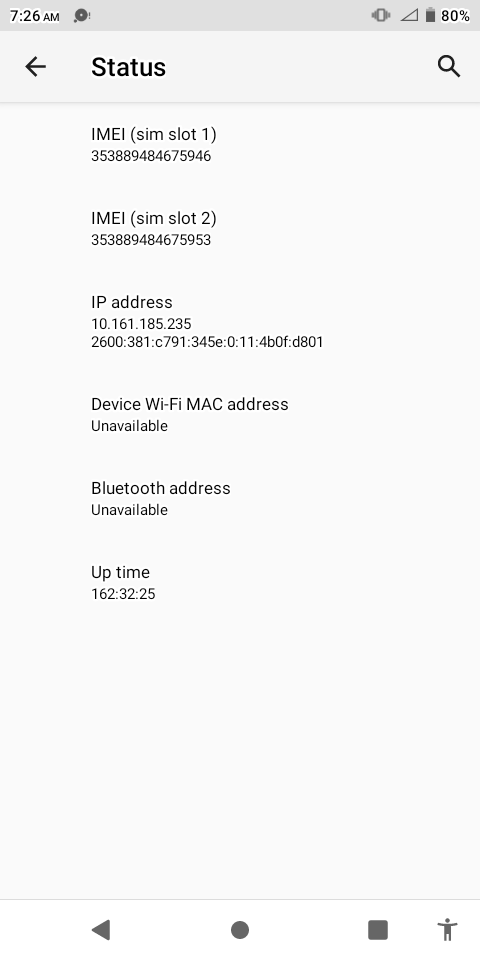 7:26 AM
80%
Status
IMEI (sim slot 1)
353889484675946
IMEI (sim slot 2)
353889484675953
IP address
10.161.185.235
2600:381:c791:345e:0:11:4b0f:d801
Device Wi-Fi MAC address
Unavailable
Bluetooth address
Unavailable
Up time
162:32:25